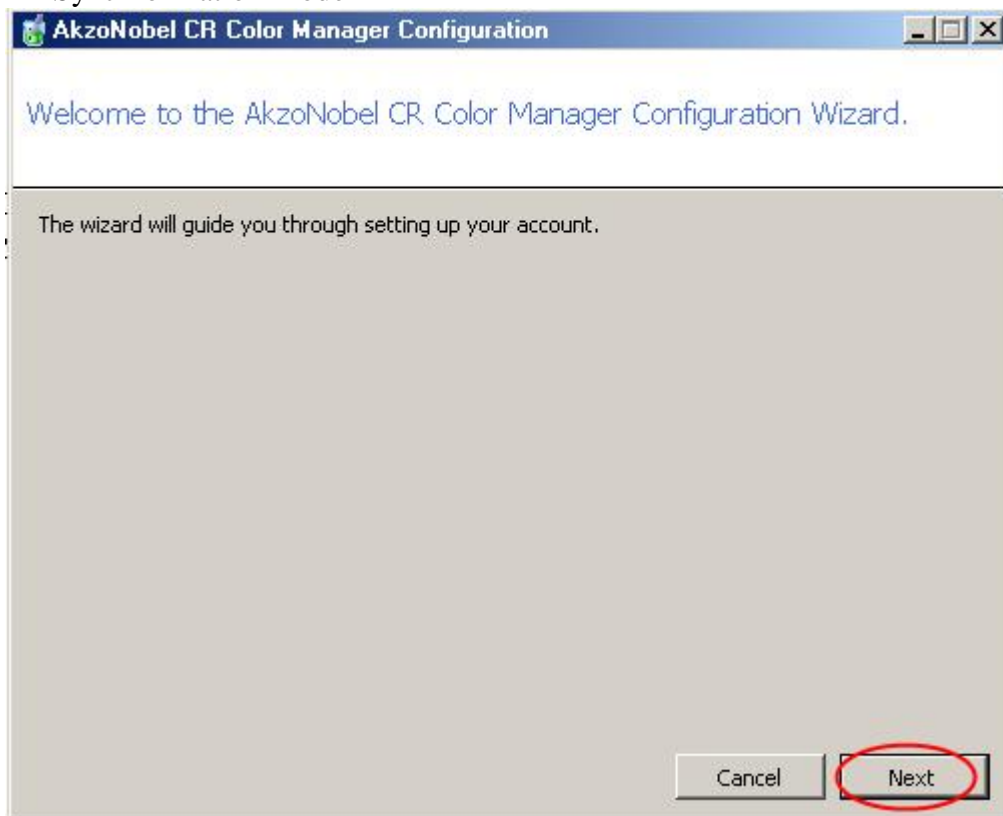 AkzoNobel CR Color Manager Configuration
Welcome to the AkzoNobel CR Color Manager Configuration Wizard.
The wizard will guide you through setting up your account.
Cancel
Next